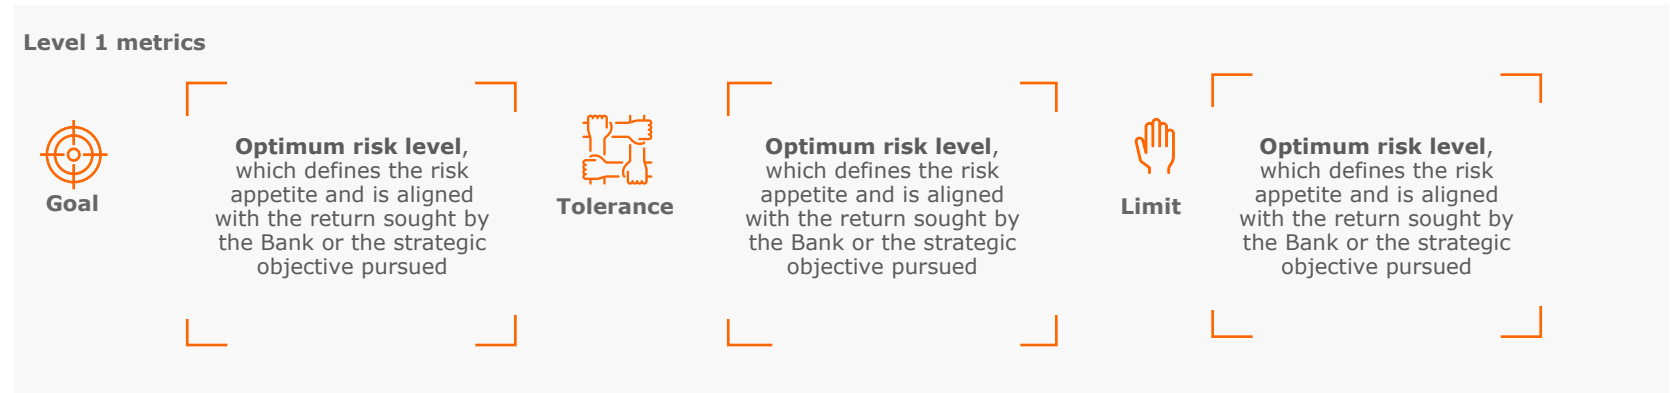 Level 1 metrics
Goal
Optimum risk level,
which defines the risk
appetite and is aligned
with the return sought by
the Bank or the strategic
objective pursued
Tolerance
Optimum risk level,
which defines the risk
appetite and is aligned
with the return sought by
the Bank or the strategic
objective pursued
Limit
Optimum risk level,
which defines the risk
appetite and is aligned
with the return sought by
the Bank or the strategic
objective pursued